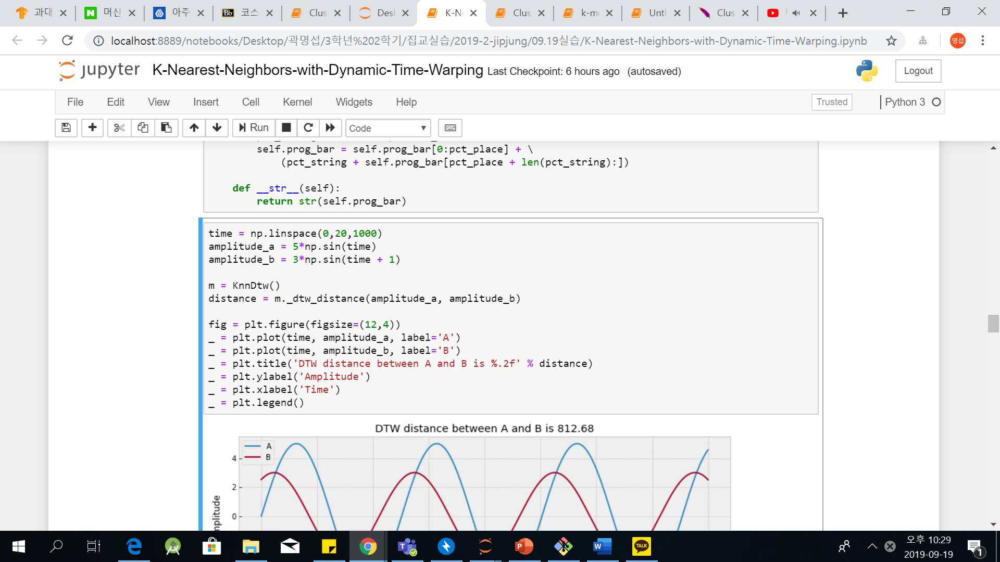 과대
머신
아주
Bb 코스
Clus
Desk
K-Ne
Clus
k-me
Unti
Clus
localhost:8889/notebooks/Desktop/곽명섭/3학년%202학기/집교실습/2019-2-jipjung/09.19실습/K-Nearest-Neighbors-with-Dynamic-Time-Warping.ipynb
명섭
jupyter K-Nearest-Neighbors-with-Dynamic-Time-Warping Last Checkpoint: 6 hours ago (autosaved)
Logout
File Edit View Insert Cell Kernel Widgets Help
Trusted
Python 3
Run
Code
self.prog_bar = self.prog_bar[0:pct_place] + \
(pct_string + self.prog_bar[pct_place + len(pct_string):])
def __str__(self):
return str(self.prog_bar)
time = np.linspace(0,20,1000)
amplitude_a = 5*np.sin(time)
amplitude_b = 3*np.sin(time + 1)
m = KnnDtw()
distance = m._dtw_distance(amplitude_a, amplitude_b)
fig = plt.figure(figsize=(12,4))
_ = plt.plot(time, amplitude_a, label='A')
_ = plt.plot(time, amplitude_b, label='B')
_ = plt.title('DTW distance between A and B is %.2f' % distance)
_ = plt.ylabel('Amplitude')
_ = plt.xlabel('Time')
_ = plt.legend()
DTW distance between A and B is 812.68
A
B
4
2
0
mplitude
TALK
오후 10:29
2019-09-19
1